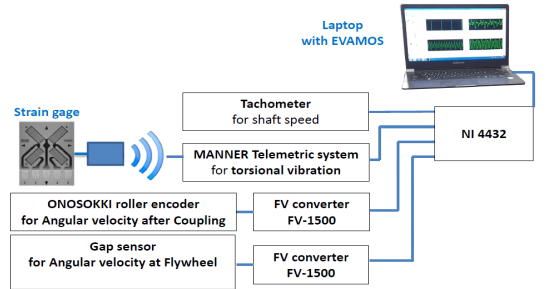 Laptop
with EVAMOS
Strain gage
Tachometer
for shaft speed
NI 4432
MANNER Telemetric system
for torsional vibration
ONOSOKKI roller encoder
for Angular velocity after Coupling
FV converter
FV-1500
Gap sensor
for Angular velocity at Flywheel
FV converter
FV-1500